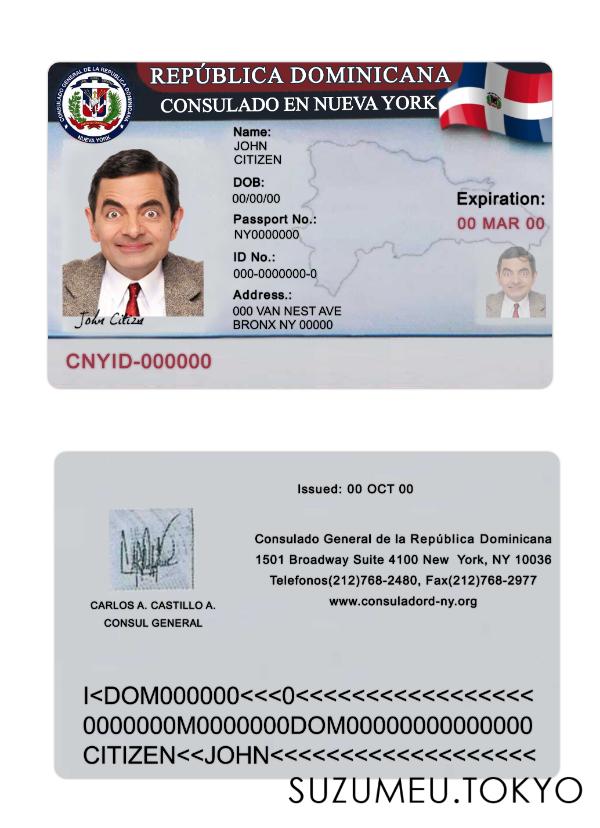 REPÚBLICA DOMINICANA
CONSULADO EN NUEVA YORK
CONSULADO GENERAL DE LA REPUBLICA DOMINICANA
NUEVA YORK
Name:
JOHN
CITIZEN
DOB:
00/00/00
Passport No.:
NY0000000
ID No.:
000-0000000-0
Address.:
000 VAN NEST AVE
BRONX NY 00000
Expiration:
00 MAR 00
John Citizen
CNYID-000000
Issued: 00 OCT 00
Consulado General de la República Dominicana
1501 Broadway Suite 4100 New York, NY 10036
Telefonos(212)768-2480, Fax(212)768-2977
www.consuladord-ny.org
CARLOS A. CASTILLO A.
CONSUL GENERAL
I<DOM000000<<<0<<<<<<<<<<<<<<<<<
0000000M0000000DOM00000000000000
CITIZEN<<JOHN<<<<<<<<<<<<<<<<<<<
SUZUMEU.TOKYO